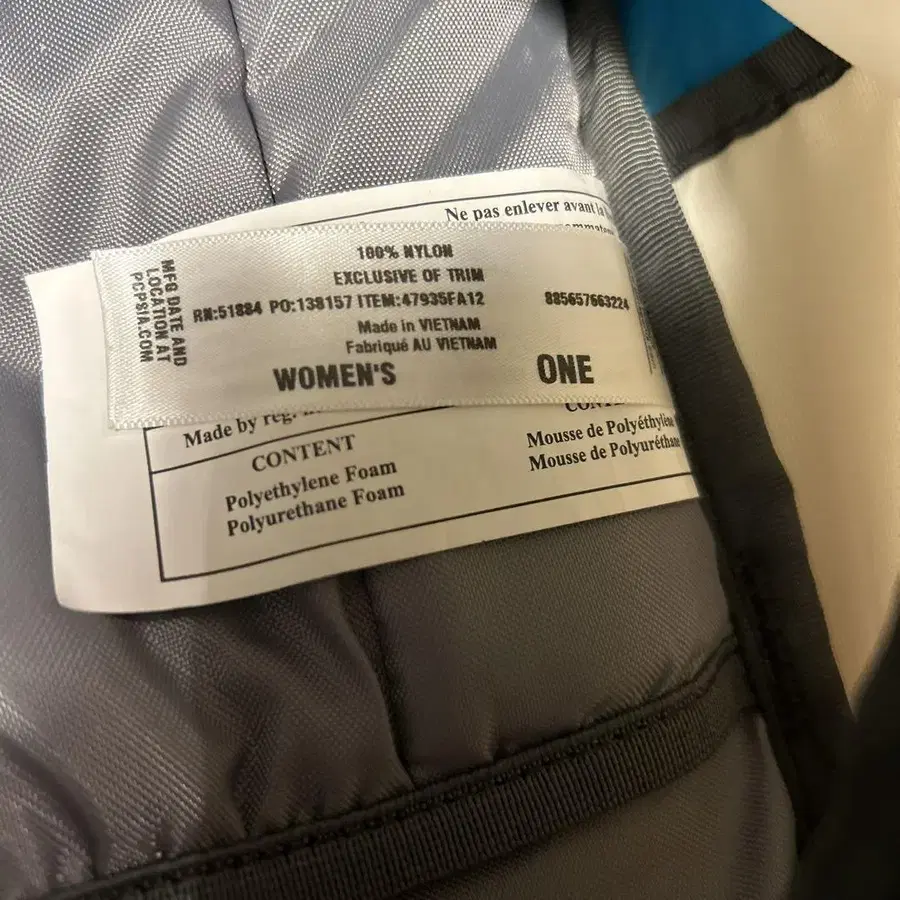 Ne pas enlever avant
100% NYLON
EXCLUSIVE OF TRIM
RN:51884 PO:138157 ITEM:47935FA12
885657663224
Made in VIETNAM
Fabriqué AU VIETNAM
WOMEN'S
ONE
MFG DATE AND
LOCATION AT
PCPSIA.COM
Made by reg.
CONTENT
Polyethylene Foam
Polyurethane Foam
Mousse de Polyéthylène
Mousse de Polyuréthane